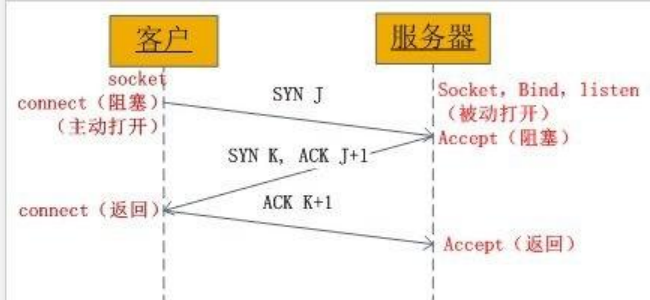 客户
服务器
socket
connect（阻塞）
（主动打开）
SYN J
Socket, Bind, listen
（被动打开）
Accept（阻塞）
SYN K, ACK J+1
connect（返回）
ACK K+1
Accept（返回）